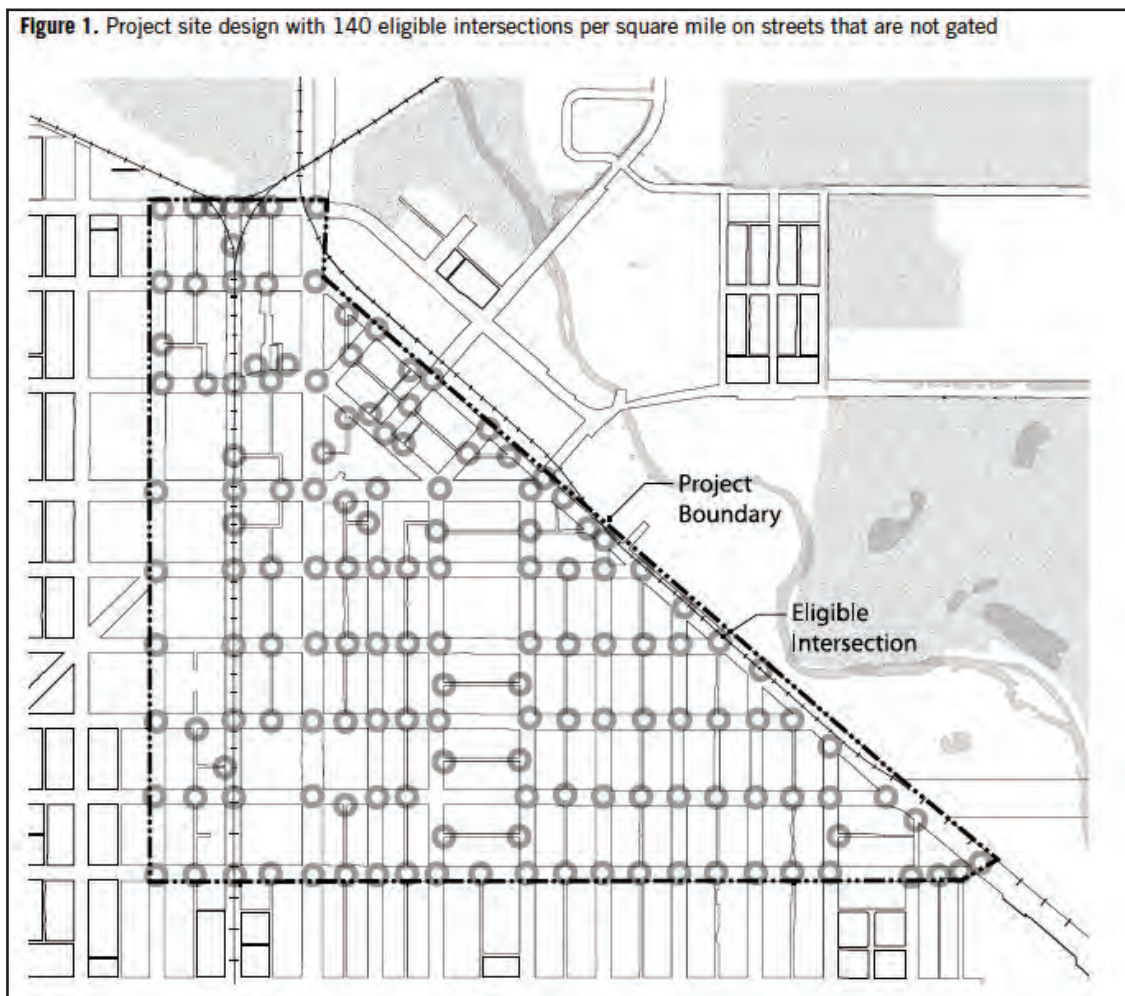 Figure 1. Project site design with 140 eligible intersections per square mile on streets that are not gated
Project
Boundary
Eligible
Intersection